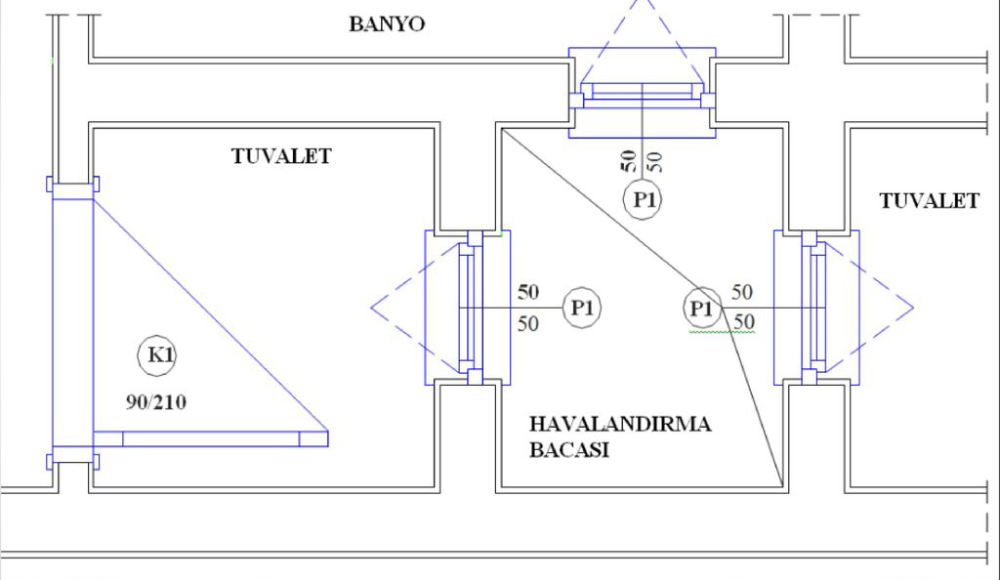 BANYO
TUVALET
50
50
P1
TUVALET
50
50
P1
P1
50
50
K1
90/210
HAVALANDIRMA
BACASI